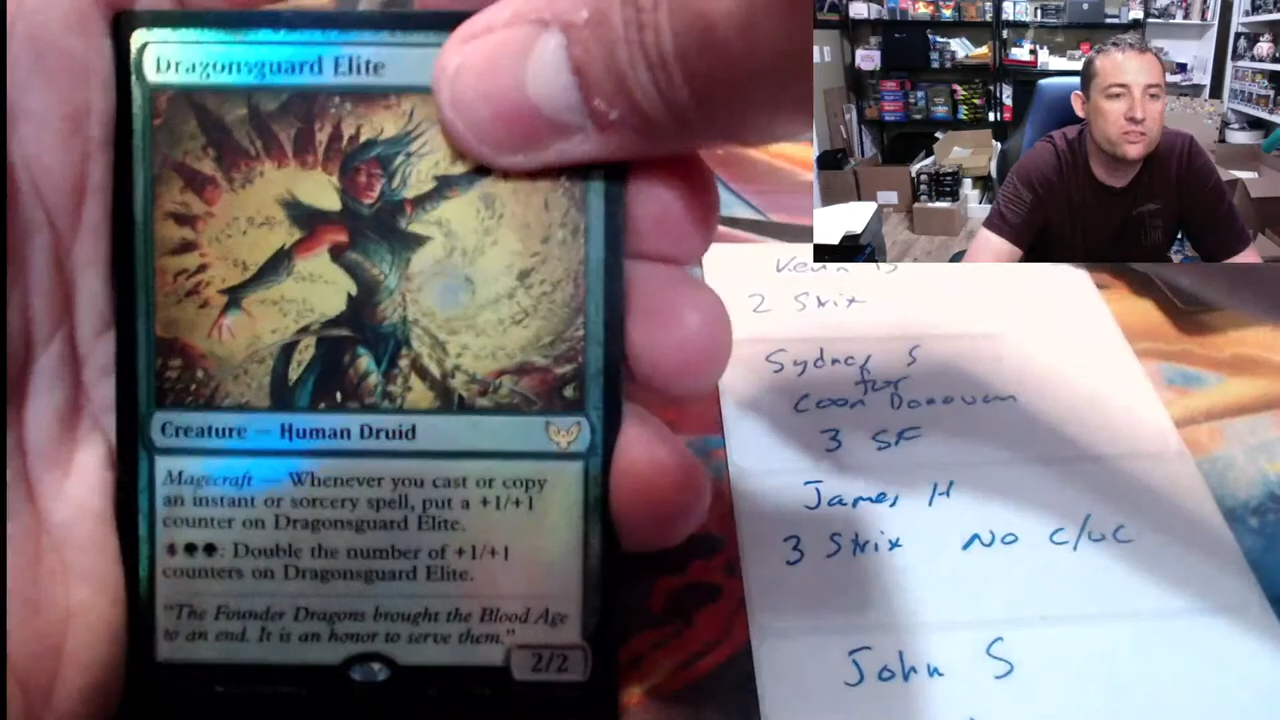 Dragonsguard Elite
Creature — Human Druid
Magecraft — Whenever you cast or copy
an instant or sorcery spell, put a +1/+1
counter on Dragonsguard Elite.
: Double the number of +1/+1
counters on Dragonsguard Elite.
"The Founder Dragons brought the Blood Age
to an end. It is an honor to serve them."
2/2
2 Strix
Sydney S
for
Coon Donovan
3 SF
James H
3 Strix No C/UC
John S